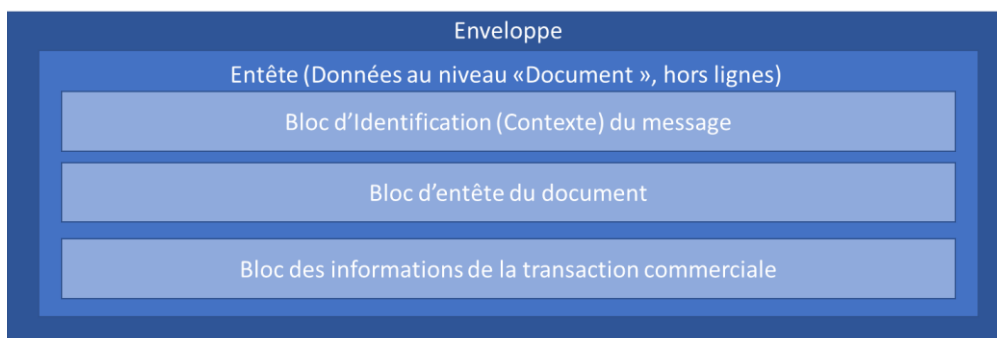 Enveloppe
Entête (Données au niveau «Document », hors lignes)
Bloc d’Identification (Contexte) du message
Bloc d’entête du document
Bloc des informations de la transaction commerciale